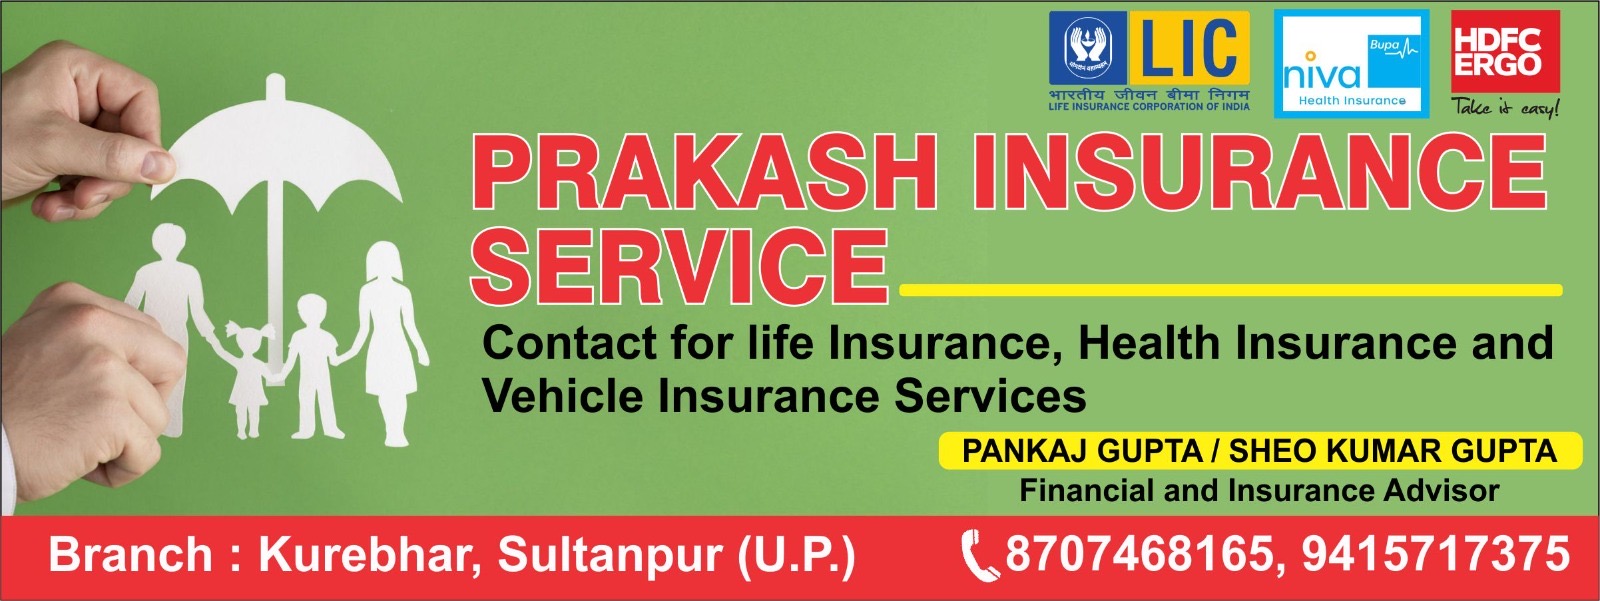 LIC
भारतीय जीवन बीमा निगम
LIFE INSURANCE CORPORATION OF INDIA
niva Bupa
Health Insurance
HDFC
ERGO
Take it easy!
PRAKASH INSURANCE
SERVICE
Contact for life Insurance, Health Insurance and
Vehicle Insurance Services
PANKAJ GUPTA / SHEO KUMAR GUPTA
Financial and Insurance Advisor
Branch : Kurebhar, Sultanpur (U.P.)
8707468165, 9415717375